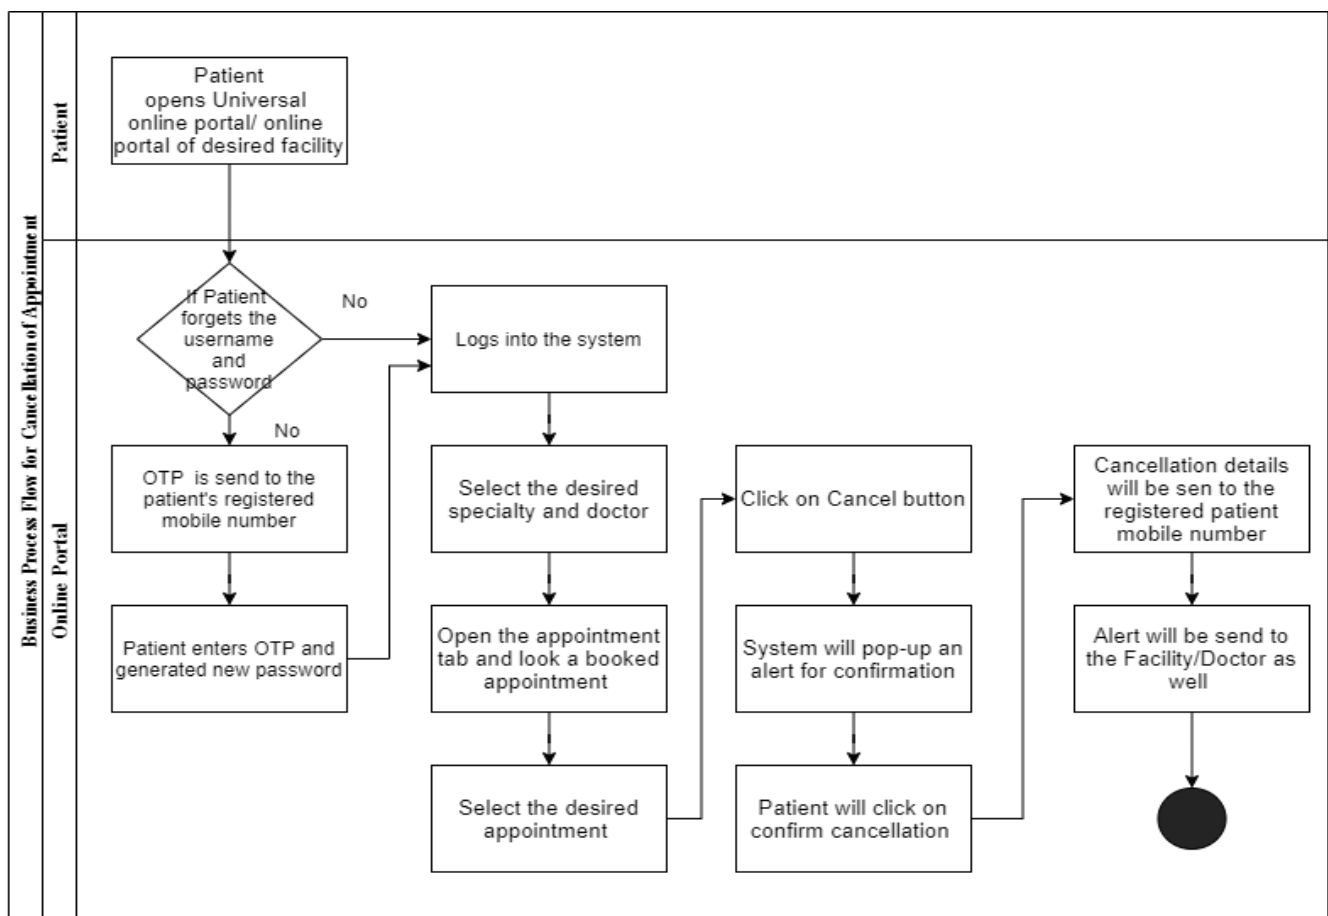 Business Process Flow for Cancellation of Appointment
Patient
Patient
opens Universal
online portal/ online
portal of desired facility
Online Portal
If Patient
forgets the
username
and
password
No
No
OTP  is send to the
patient's registered
mobile number
Patient enters OTP and
generated new password
Logs into the system
Select the desired
specialty and doctor
Open the appointment
tab and look a booked
appointment
Select the desired
appointment
Click on Cancel button
System will pop-up an
alert for confirmation
Patient will click on
confirm cancellation
Cancellation details
will be sen to the
registered patient
mobile number
Alert will be send to
the Facility/Doctor as
well